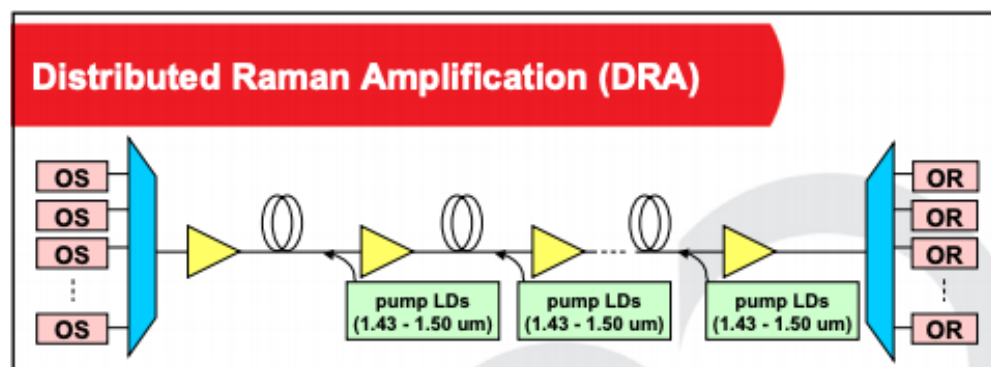 Distributed Raman Amplification (DRA)
OS
OR
OS
OR
OS
OR
pump LDs
(1.43 - 1.50 um)
pump LDs
(1.43 - 1.50 um)
pump LDs
(1.43 - 1.50 um)
OS
OR